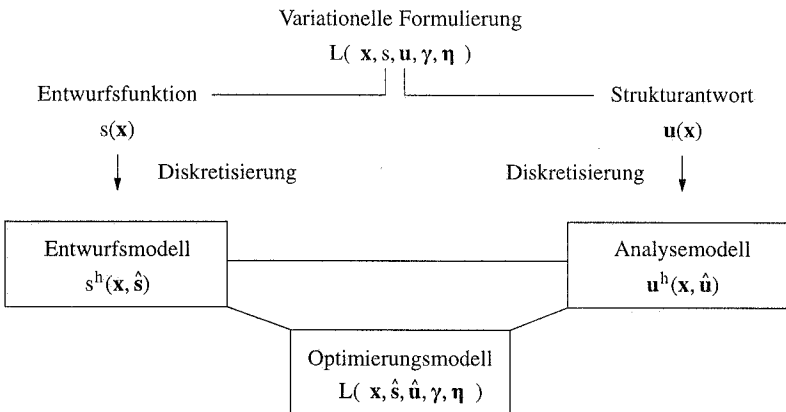 Variationelle Formulierung
L( x, s, u, γ, η )
Entwurfsfunktion
Strukturantwort
s(x)
u(x)
Diskretisierung
Diskretisierung
Entwurfsmodell
sʰ(x, ŝ)
Analysemodell
uʰ(x, û)
Optimierungsmodell
L( x, ŝ, û, γ, η )